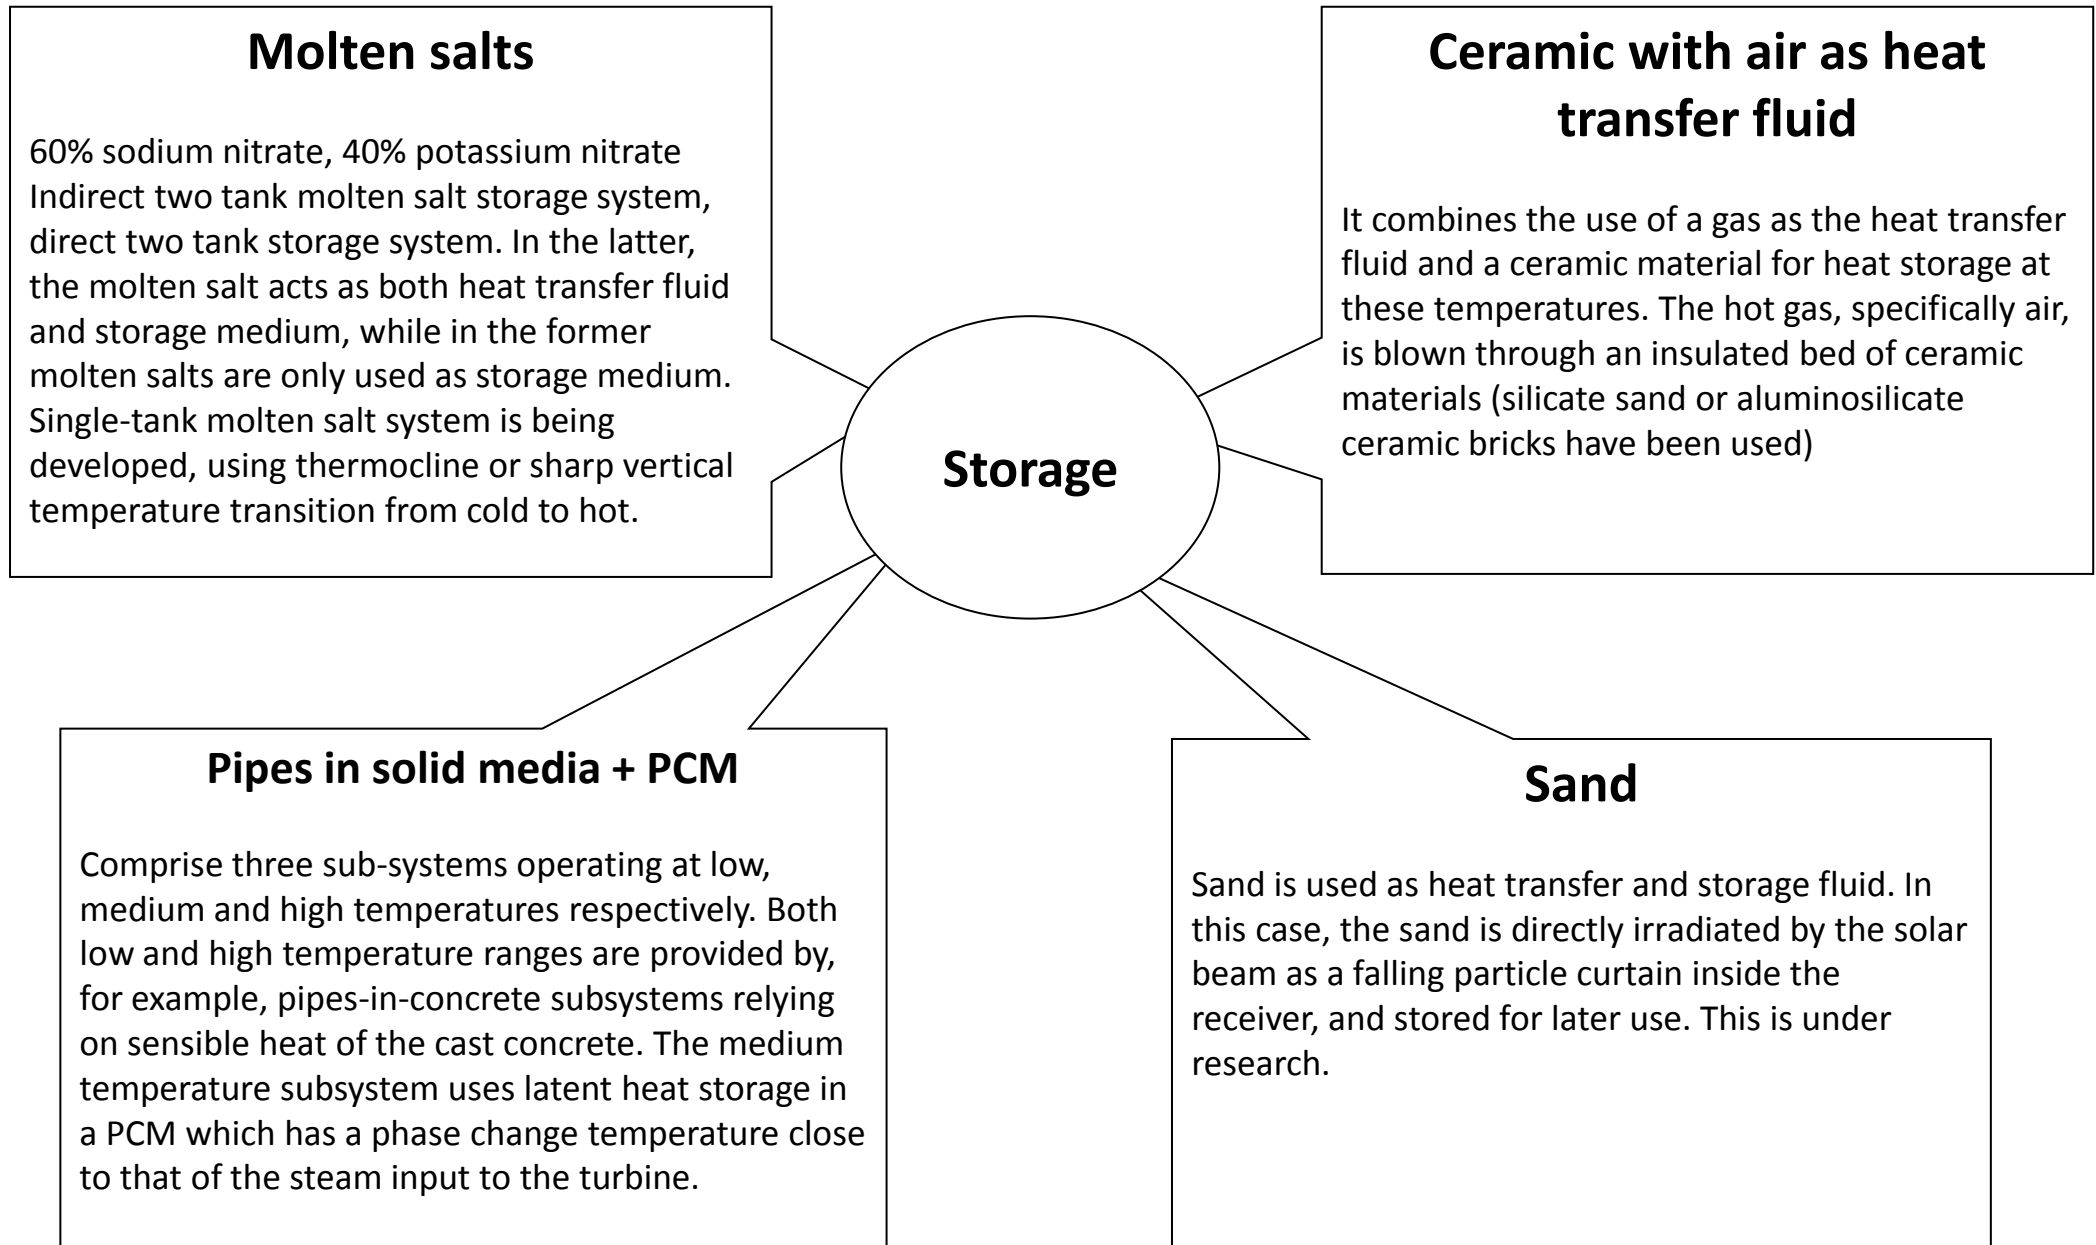 Molten salts
60% sodium nitrate, 40% potassium nitrate
Indirect two tank molten salt storage system,
direct two tank storage system. In the latter,
the molten salt acts as both heat transfer fluid
and storage medium, while in the former
molten salts are only used as storage medium.
Single-tank molten salt system is being
developed, using thermocline or sharp vertical
temperature transition from cold to hot.
Ceramic with air as heat
transfer fluid
It combines the use of a gas as the heat transfer
fluid and a ceramic material for heat storage at
these temperatures. The hot gas, specifically air,
is blown through an insulated bed of ceramic
materials (silicate sand or aluminosilicate
ceramic bricks have been used)
Storage
Pipes in solid media + PCM
Comprise three sub-systems operating at low,
medium and high temperatures respectively. Both
low and high temperature ranges are provided by,
for example, pipes-in-concrete subsystems relying
on sensible heat of the cast concrete. The medium
temperature subsystem uses latent heat storage in
a PCM which has a phase change temperature close
to that of the steam input to the turbine.
Sand
Sand is used as heat transfer and storage fluid. In
this case, the sand is directly irradiated by the solar
beam as a falling particle curtain inside the
receiver, and stored for later use. This is under
research.